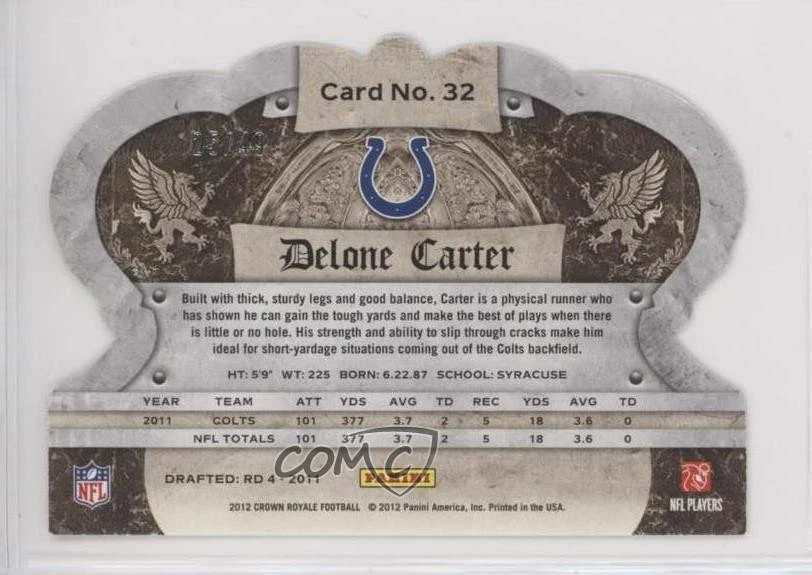 Card No. 32
Delone Carter
Built with thick, sturdy legs and good balance, Carter is a physical runner who
has shown he can gain the tough yards and make the best of plays when there
is little or no hole. His strength and ability to slip through cracks make him
ideal for short-yardage situations coming out of the Colts backfield.
HT: 5'9" WT: 225 BORN: 6.22.87 SCHOOL: SYRACUSE
YEAR TEAM ATT YDS AVG TD REC YDS AVG TD
2011 COLTS 101 377 3.7 2 5 18 3.6 0
NFL TOTALS 101 377 3.7 2 5 18 3.6 0
COMC
DRAFTED: RD 4 - 2011
PANINI
NFL
NFL PLAYERS
2012 CROWN ROYALE FOOTBALL © 2012 Panini America, Inc. Printed in the USA.